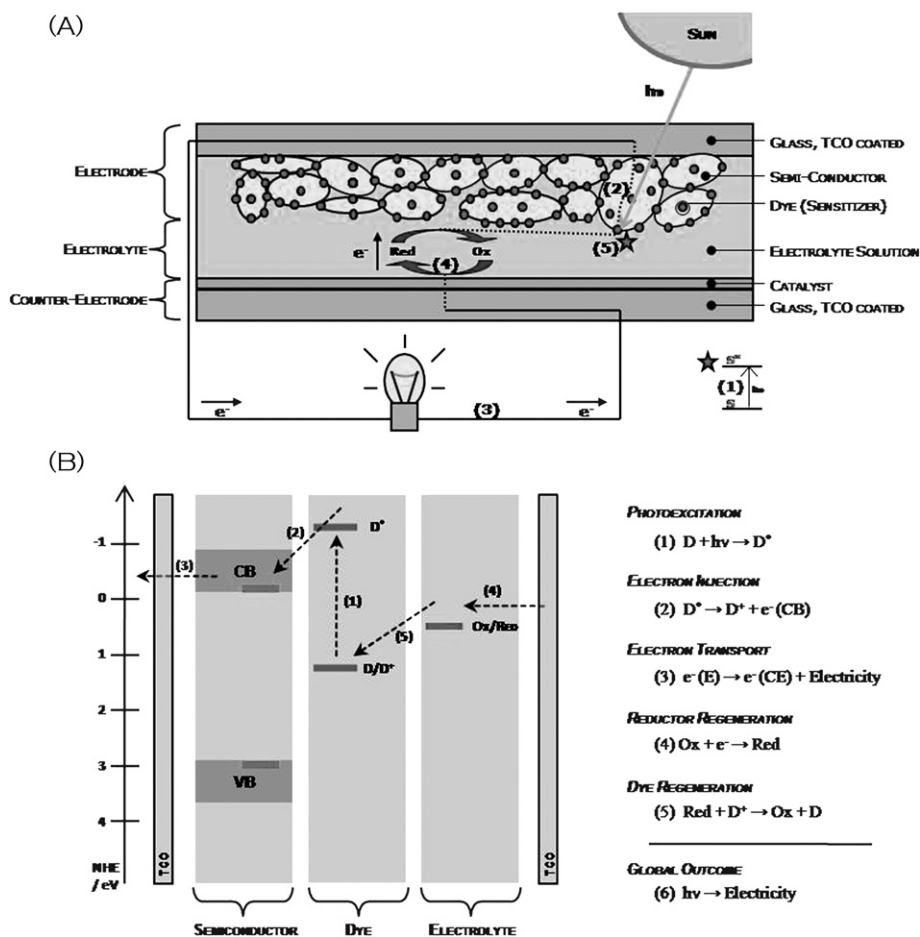 (A)
SUN
hν
ELECTRODE
ELECTROLYTE
COUNTER-ELECTRODE
GLASS, TCO COATED
SEMI-CONDUCTOR
DYE (SENSITIZER)
ELECTROLYTE SOLUTION
CATALYST
GLASS, TCO COATED
(2)
(5)
e-
Red
Ox
(4)
S*
(1)
S
e-
(3)
e-
(B)
-1
0
1
2
3
4
NHE
/ eV
TCO
(3)
CB
VB
(2)
D*
(1)
D/D+
(5)
(4)
Ox/Red
TCO
SEMICONDUCTOR
DYE
ELECTROLYTE
PHOTOEXCITATION
(1) D + hν → D*
ELECTRON INJECTION
(2) D* → D+ + e-(CB)
ELECTRON TRANSPORT
(3) e-(E) → e-(CE) + Electricity
REDUCTOR REGENERATION
(4) Ox + e- → Red
DYE REGENERATION
(5) Red + D+ → Ox + D
GLOBAL OUTCOME
(6) hν → Electricity